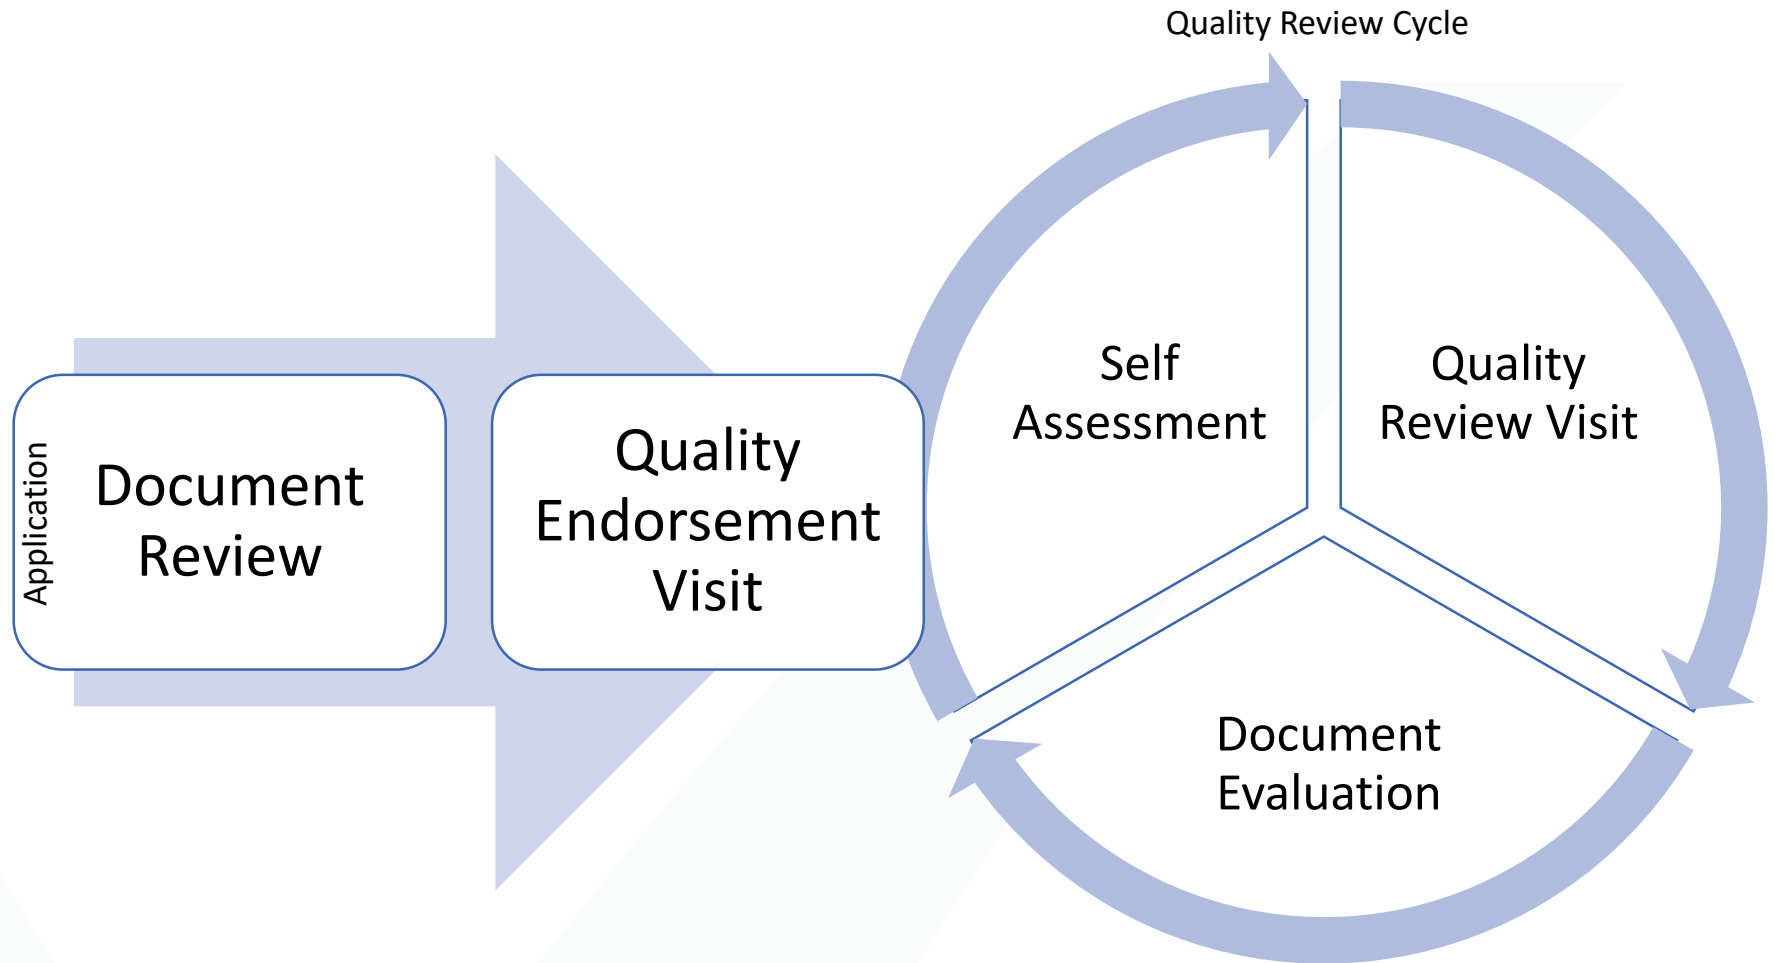 Quality Review Cycle
Application
Document
Review
Quality
Endorsement
Visit
Self
Assessment
Quality
Review Visit
Document
Evaluation